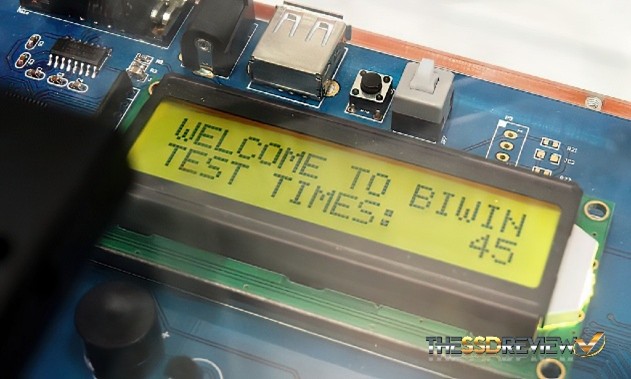 WELCOME TO BIWIN
TEST TIMES: 45
THESSDREVIEW